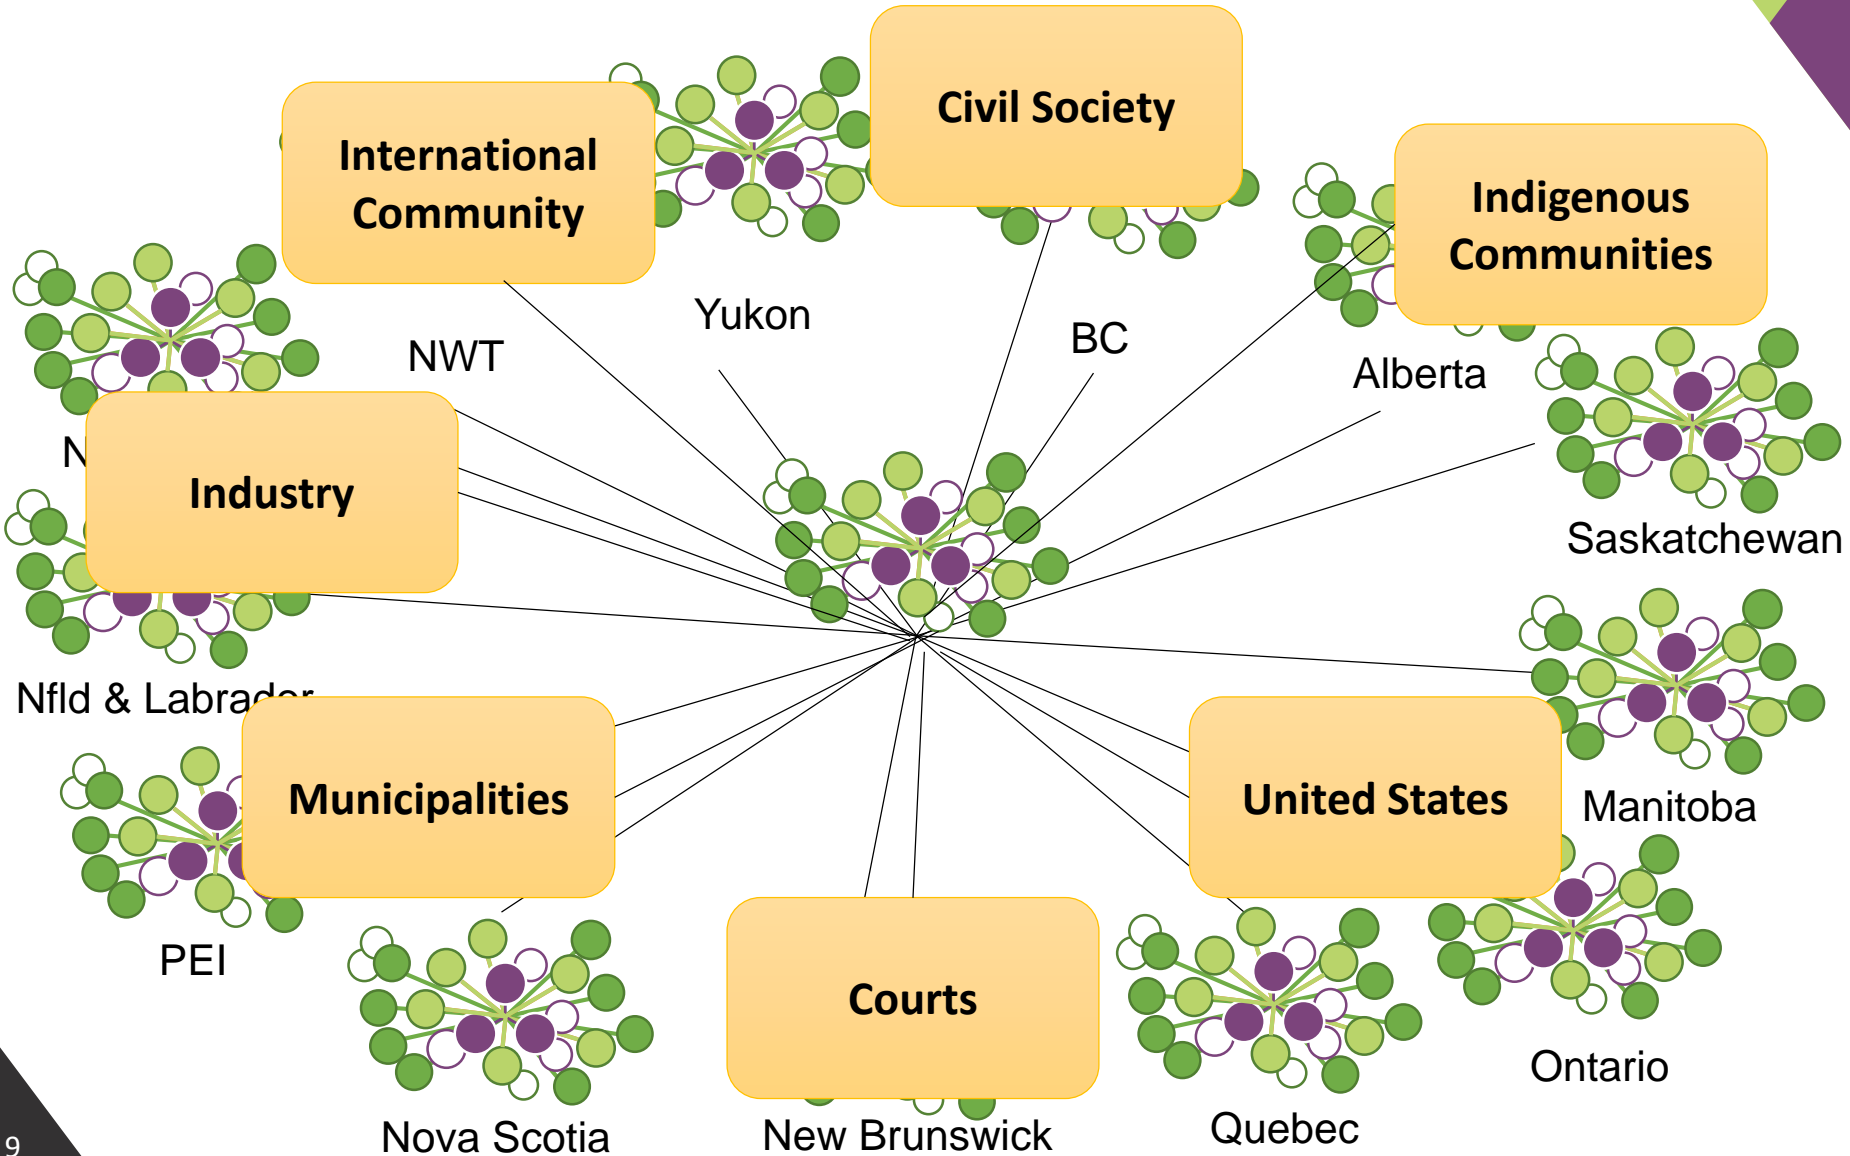 Civil Society
International
Community
Indigenous
Communities
Yukon
BC
NWT
Alberta
N
Industry
Saskatchewan
Nfld & Labrador
Municipalities
United States
Manitoba
PEI
Courts
Ontario
Quebec
Nova Scotia
New Brunswick
9